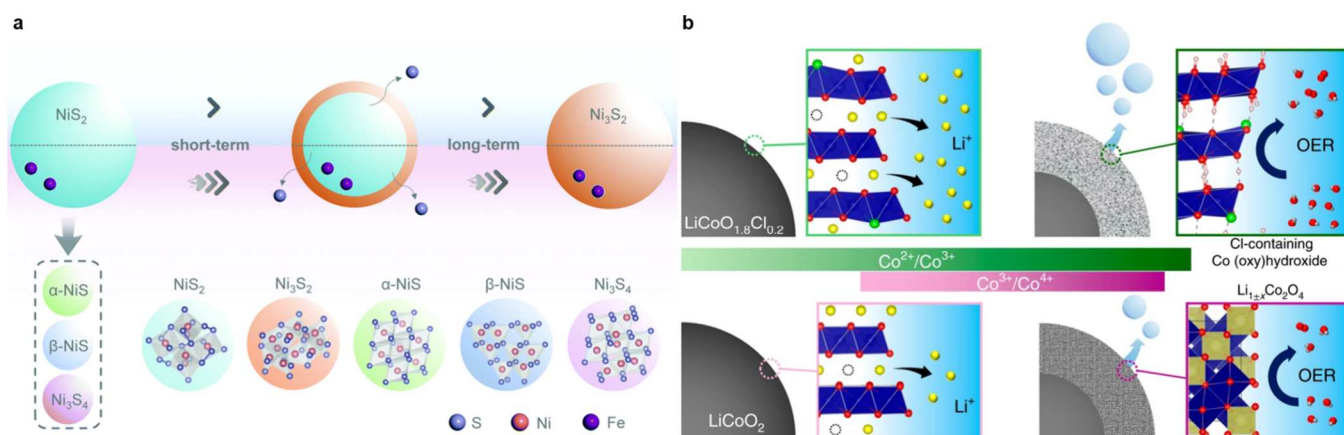 a
NiS₂
short-term
S
S
S
long-term
Ni₃S₂
α-NiS
β-NiS
Ni₃S₄
NiS₂
Ni₃S₂
α-NiS
β-NiS
Ni₃S₄
S
Ni
Fe
b
LiCoO₁.₈Cl₀.₂
Li⁺
OER
Cl-containing
Co (oxy)hydroxide
Co²⁺/Co³⁺
Co³⁺/Co⁴⁺
Li₁±ₓCo₂O₄
LiCoO₂
Li⁺
OER